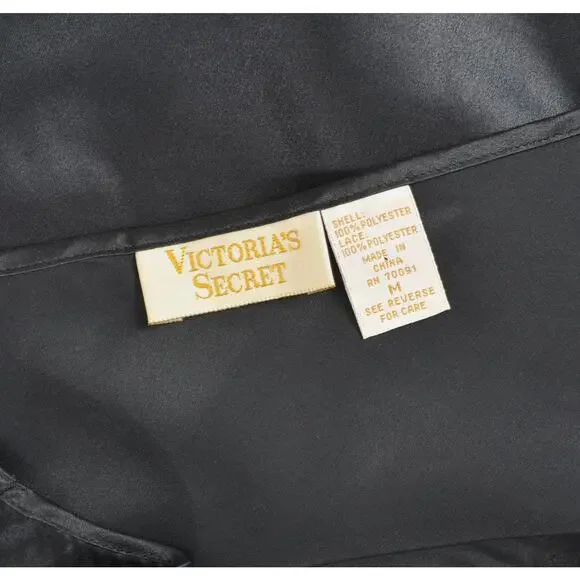 VICTORIA'S
SECRET
SHELL:
100% POLYESTER
LACE:
100% POLYESTER
MADE IN
CHINA
RN 70091
M
SEE REVERSE
FOR CARE